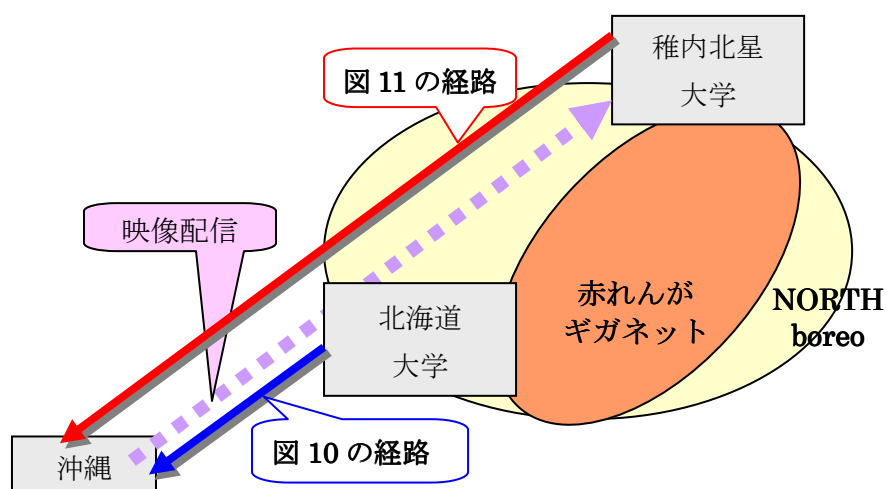 稚内北星
大学
図 11 の経路
映像配信
北海道
大学
赤れんが
ギガネット
NORTH
boreo
図 10 の経路
沖縄